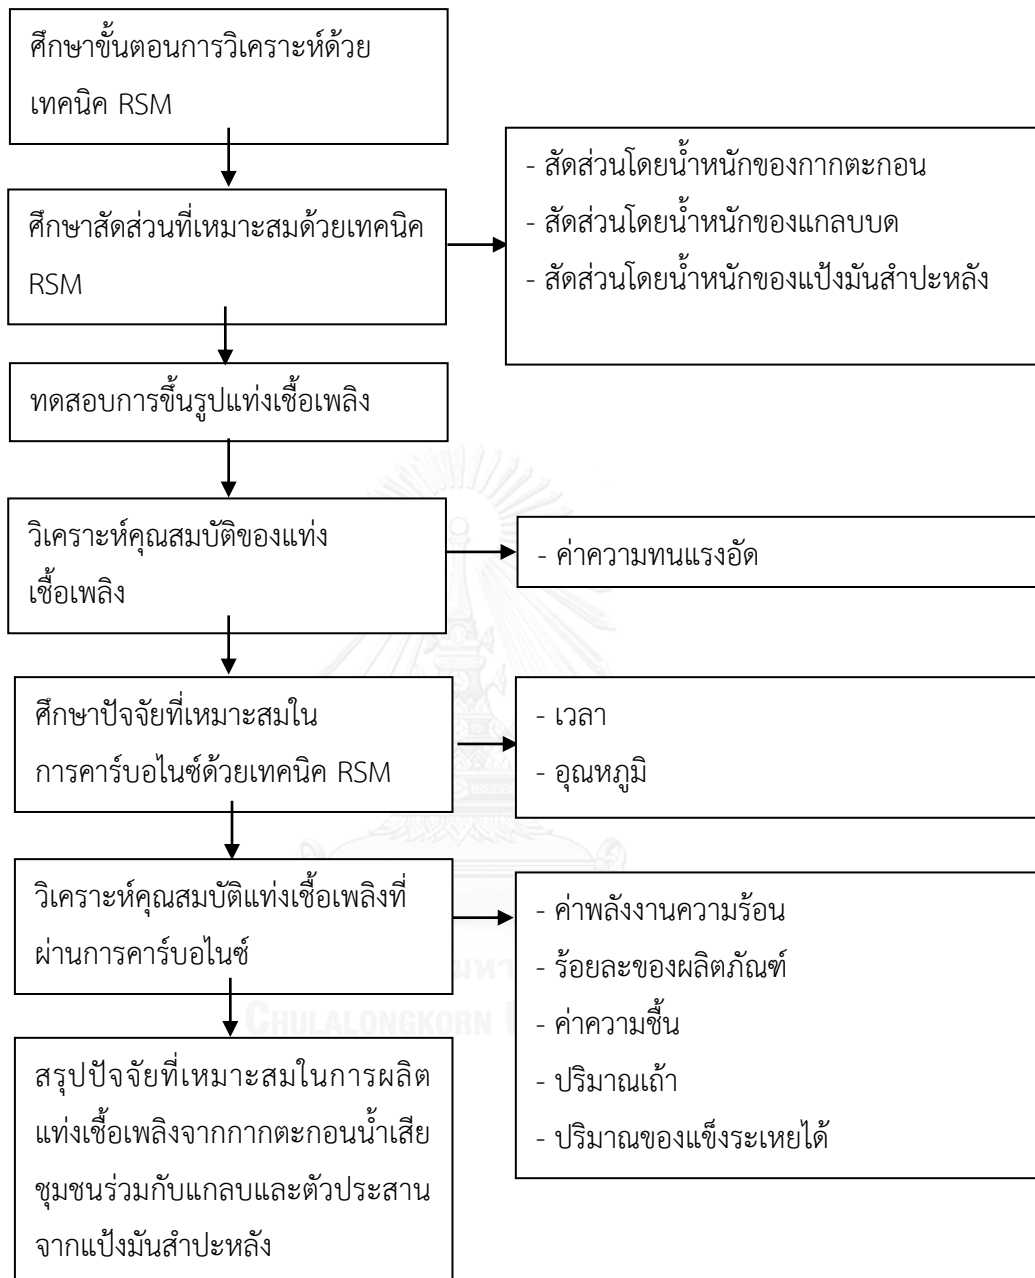 ศึกษาขั้นตอนการวิเคราะห์ด้วย
เทคนิค RSM
ศึกษาสัดส่วนที่เหมาะสมด้วยเทคนิค
RSM
- สัดส่วนโดยน้ำหนักของกากตะกอน
- สัดส่วนโดยน้ำหนักของแกลบบด
- สัดส่วนโดยน้ำหนักของแป้งมันสำปะหลัง
ทดสอบการขึ้นรูปแท่งเชื้อเพลิง
วิเคราะห์คุณสมบัติของแท่ง
เชื้อเพลิง
- ค่าความทนแรงอัด
ศึกษาปัจจัยที่เหมาะสมใน
การคาร์บอไนซ์ด้วยเทคนิค RSM
- เวลา
- อุณหภูมิ
วิเคราะห์คุณสมบัติแท่งเชื้อเพลิงที่
ผ่านการคาร์บอไนซ์
- ค่าพลังงานความร้อน
- ร้อยละของผลิตภัณฑ์
- ค่าความชื้น
- ปริมาณเถ้า
- ปริมาณของแข็งระเหยได้
สรุปปัจจัยที่เหมาะสมในการผลิต
แท่งเชื้อเพลิงจากกากตะกอนน้ำเสีย
ชุมชนร่วมกับแกลบและตัวประสาน
จากแป้งมันสำปะหลัง
CHULALONGKORN